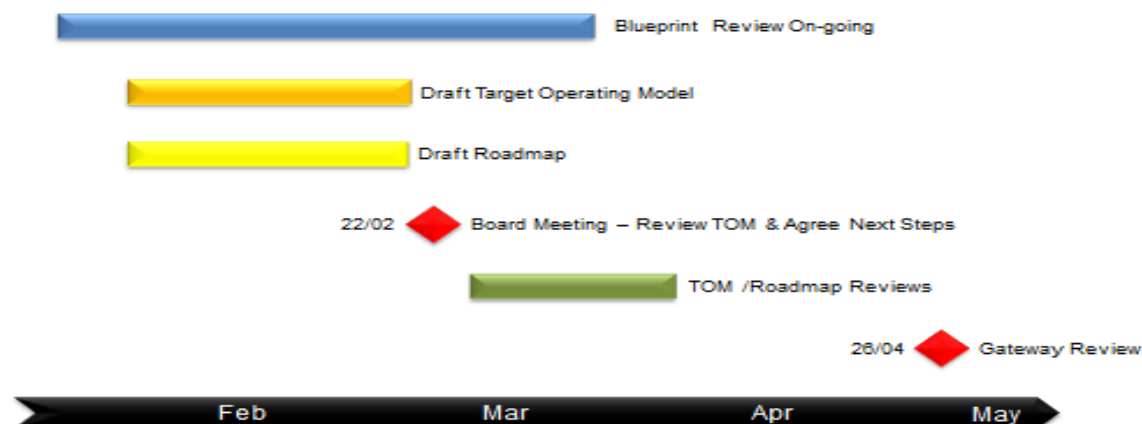 Blueprint Review On-going
Draft Target Operating Model
Draft Roadmap
22/02 Board Meeting – Review TOM & Agree Next Steps
TOM /Roadmap Reviews
26/04 Gateway Review
Feb Mar Apr May